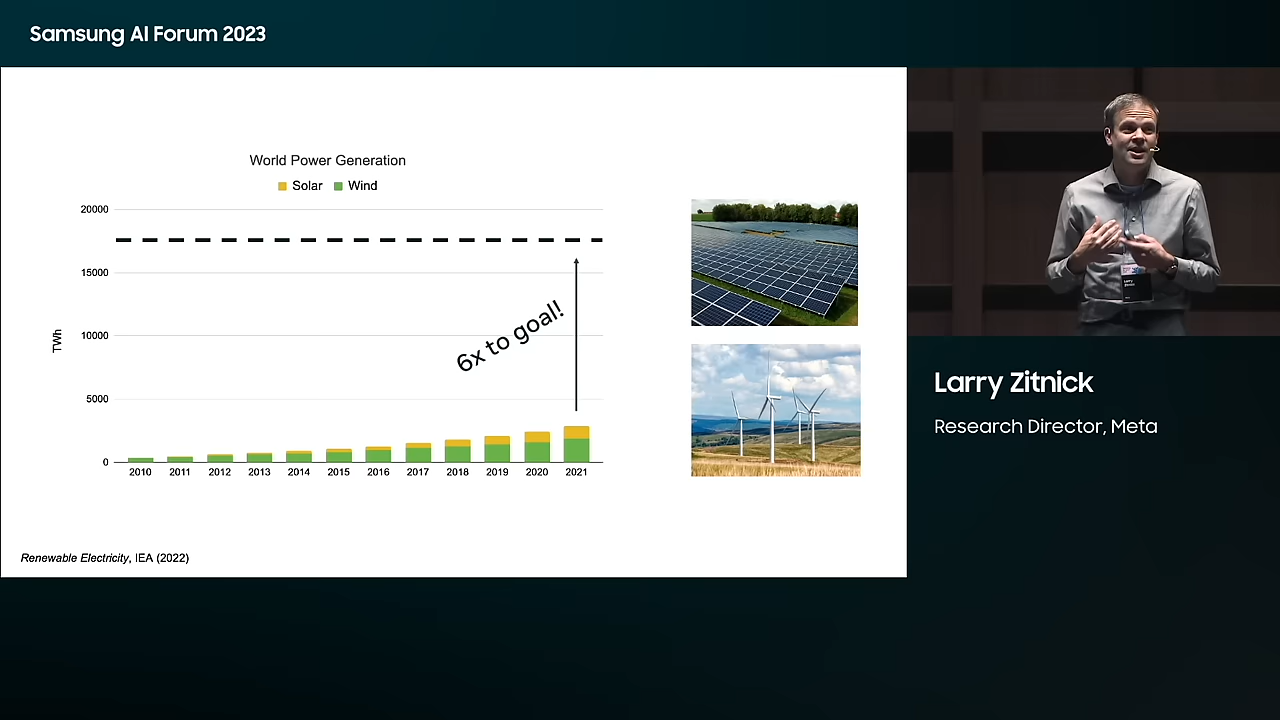 Samsung AI Forum 2023
World Power Generation
Solar Wind
20000
15000
10000
5000
0
TWh
6x to goal!
2010 2011 2012 2013 2014 2015 2016 2017 2018 2019 2020 2021
Renewable Electricity, IEA (2022)
Larry Zitnick
Research Director, Meta